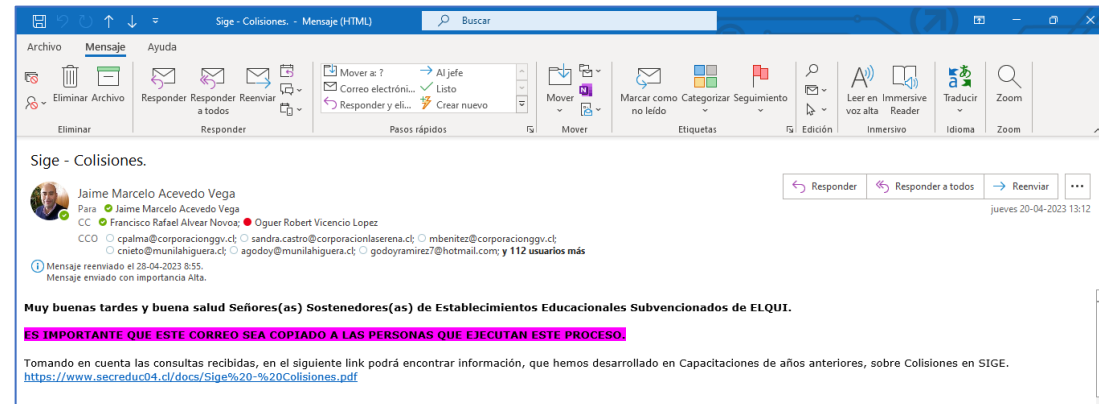 Sige - Colisiones. - Mensaje (HTML)
Buscar
Archivo Mensaje Ayuda
Eliminar Archivo
Responder Responder a todos Reenviar
Mover a: ? Al jefe
Correo electróni... Listo
Responder y eli... Crear nuevo
Mover
Marcar como no leído Categorizar Seguimiento
Leer en voz alta Immersive Reader
Traducir
Zoom
Eliminar Responder Pasos rápidos Mover Etiquetas Edición Inmersivo Idioma Zoom
Sige - Colisiones.
Jaime Marcelo Acevedo Vega
Para Jaime Marcelo Acevedo Vega
CC Francisco Rafael Alvear Novoa; Oguer Robert Vicencio Lopez
CCO cpalma@corporacionggv.cl; sandra.castro@corporacionlaserena.cl; mbenitez@corporacionggv.cl;
cnieto@munilahiguera.cl; agodoy@munilahiguera.cl; godoyramirez7@hotmail.com; y 112 usuarios más
Responder Responder a todos Reenviar
jueves 20-04-2023 13:12
Mensaje reenviado el 28-04-2023 8:55.
Mensaje enviado con importancia Alta.
Muy buenas tardes y buena salud Señores(as) Sostenedores(as) de Establecimientos Educacionales Subvencionados de ELQUI.
ES IMPORTANTE QUE ESTE CORREO SEA COPIADO A LAS PERSONAS QUE EJECUTAN ESTE PROCESO.
Tomando en cuenta las consultas recibidas, en el siguiente link podrá encontrar información, que hemos desarrollado en Capacitaciones de años anteriores, sobre Colisiones en SIGE.
https://www.secreduc04.cl/docs/Sige%20-%20Colisiones.pdf